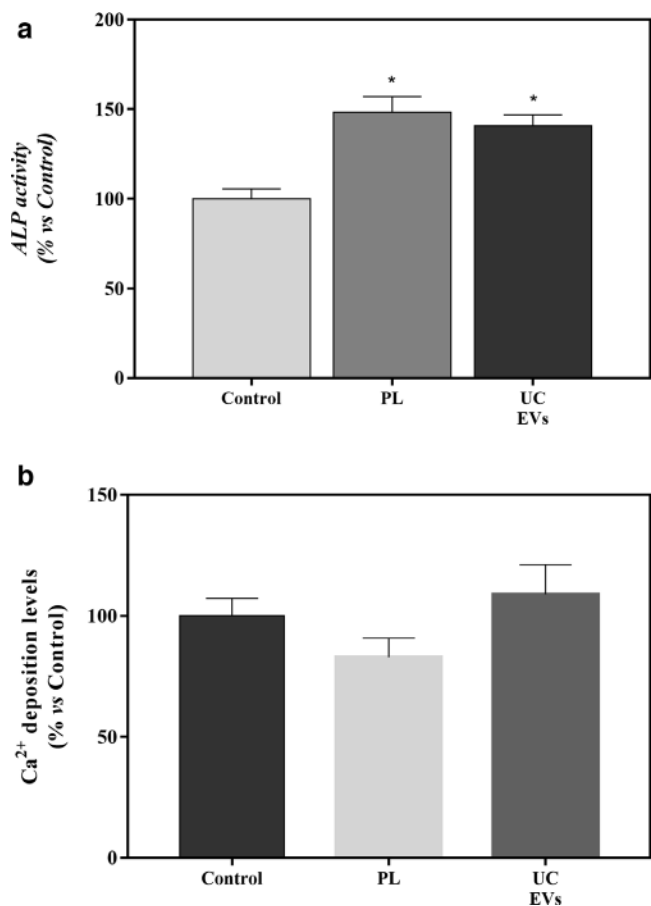 a
ALP activity
(% vs Control)
200
150
100
50
0
*
*
Control
PL
UC
EVs
b
Ca²⁺ deposition levels
(% vs Control)
150
100
50
0
Control
PL
UC
EVs